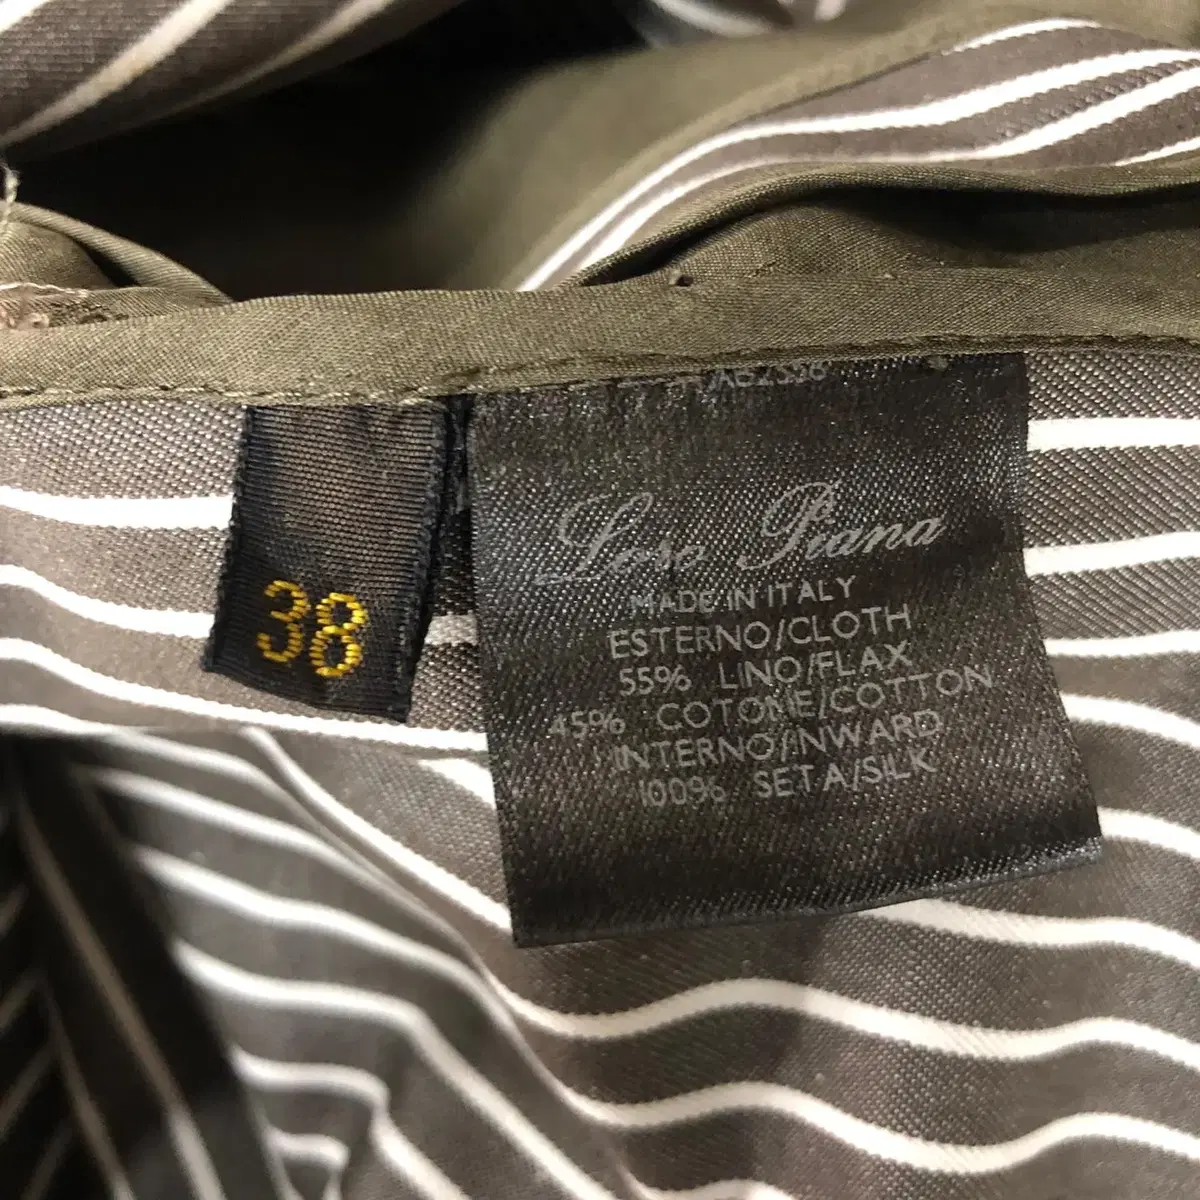 38
Loro Piana
MADE IN ITALY
ESTERNO/CLOTH
55% LINO/FLAX
45% COTONE/COTTON
INTERNO/INWARD
100% SETA/SILK